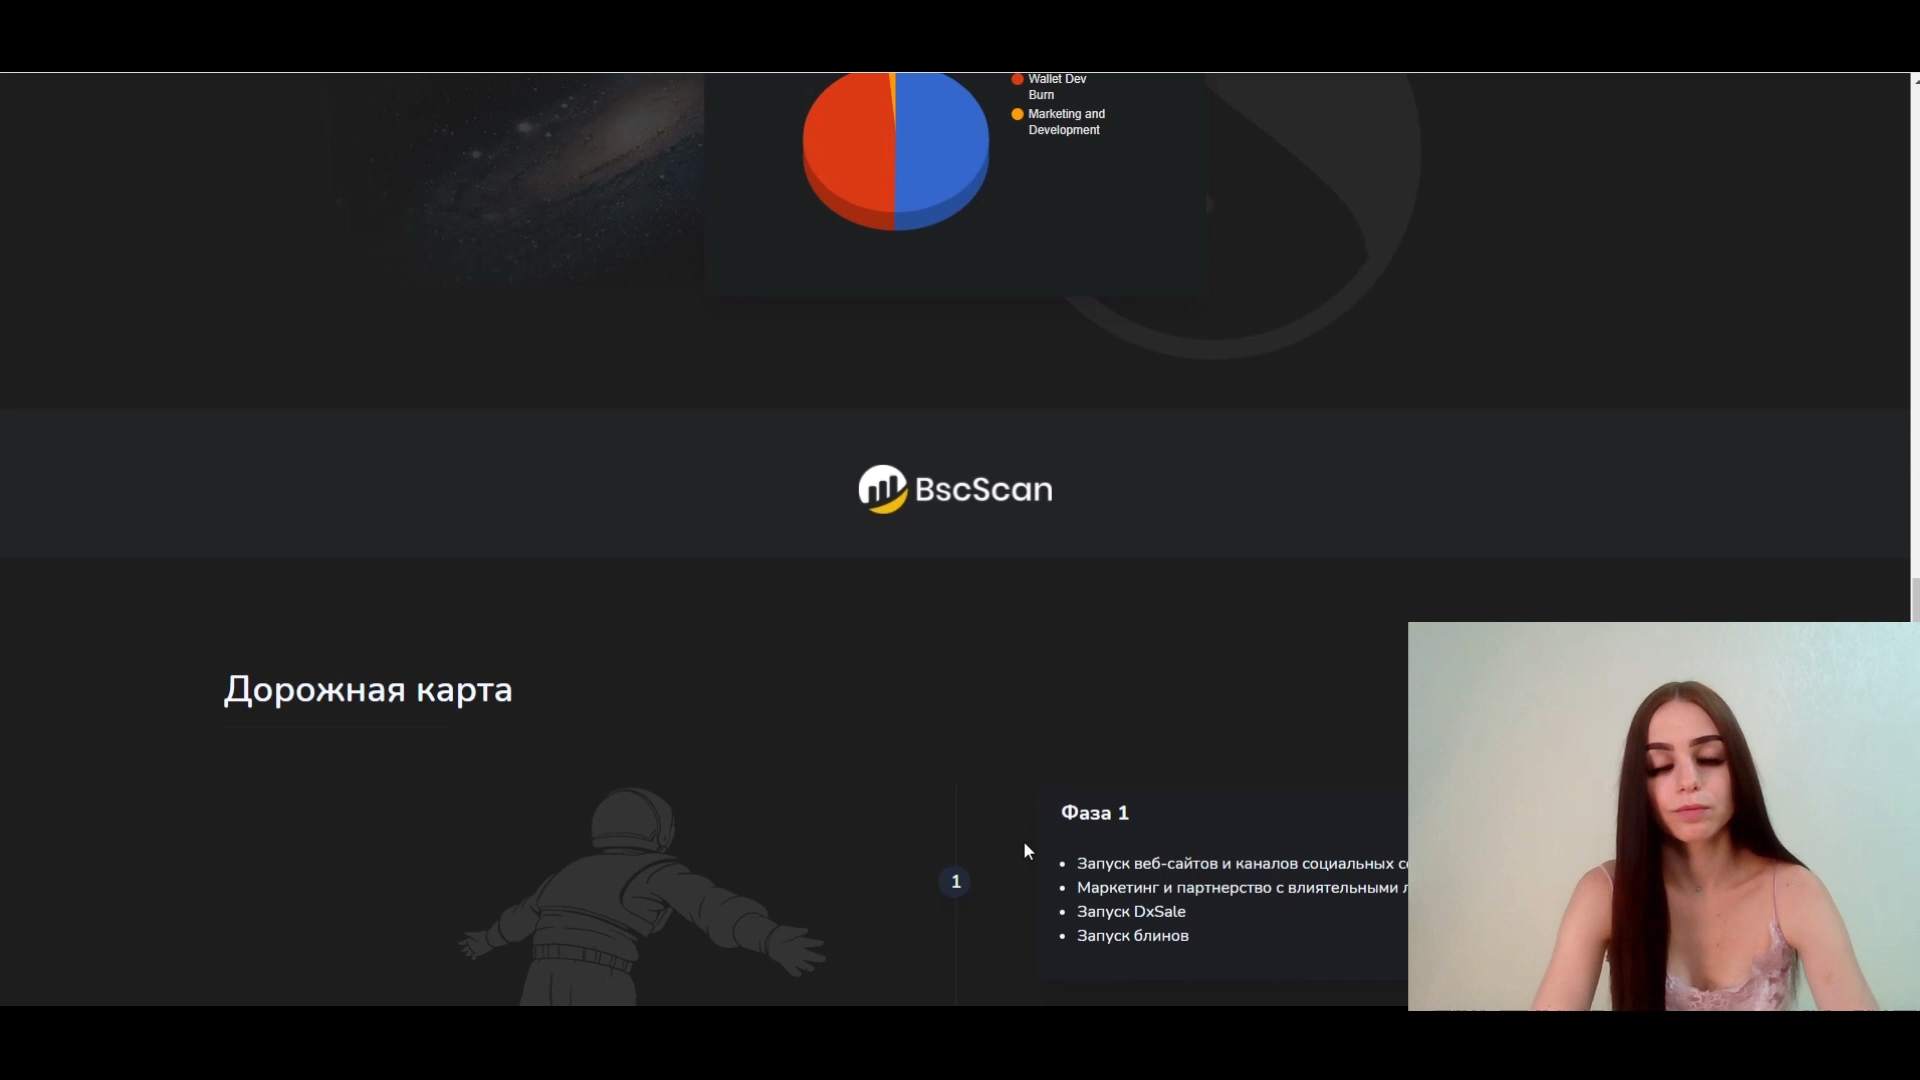 Wallet Dev
Burn
Marketing and
Development
BscScan
Дорожная карта
Фаза 1
1
Запуск веб-сайтов и каналов социальных
Маркетинг и партнерство с влиятельными
Запуск DxSale
Запуск блинов